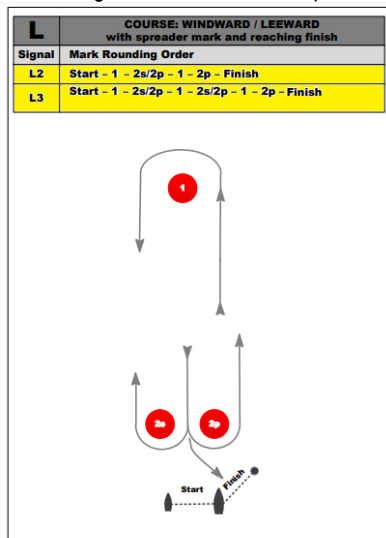 L
COURSE: WINDWARD / LEEWARD
with spreader mark and reaching finish
Signal Mark Rounding Order
L2 Start – 1 – 2s/2p – 1 – 2p – Finish
L3 Start – 1 – 2s/2p – 1 – 2s/2p – 1 – 2p – Finish
1
2s 2p
Finish
Start